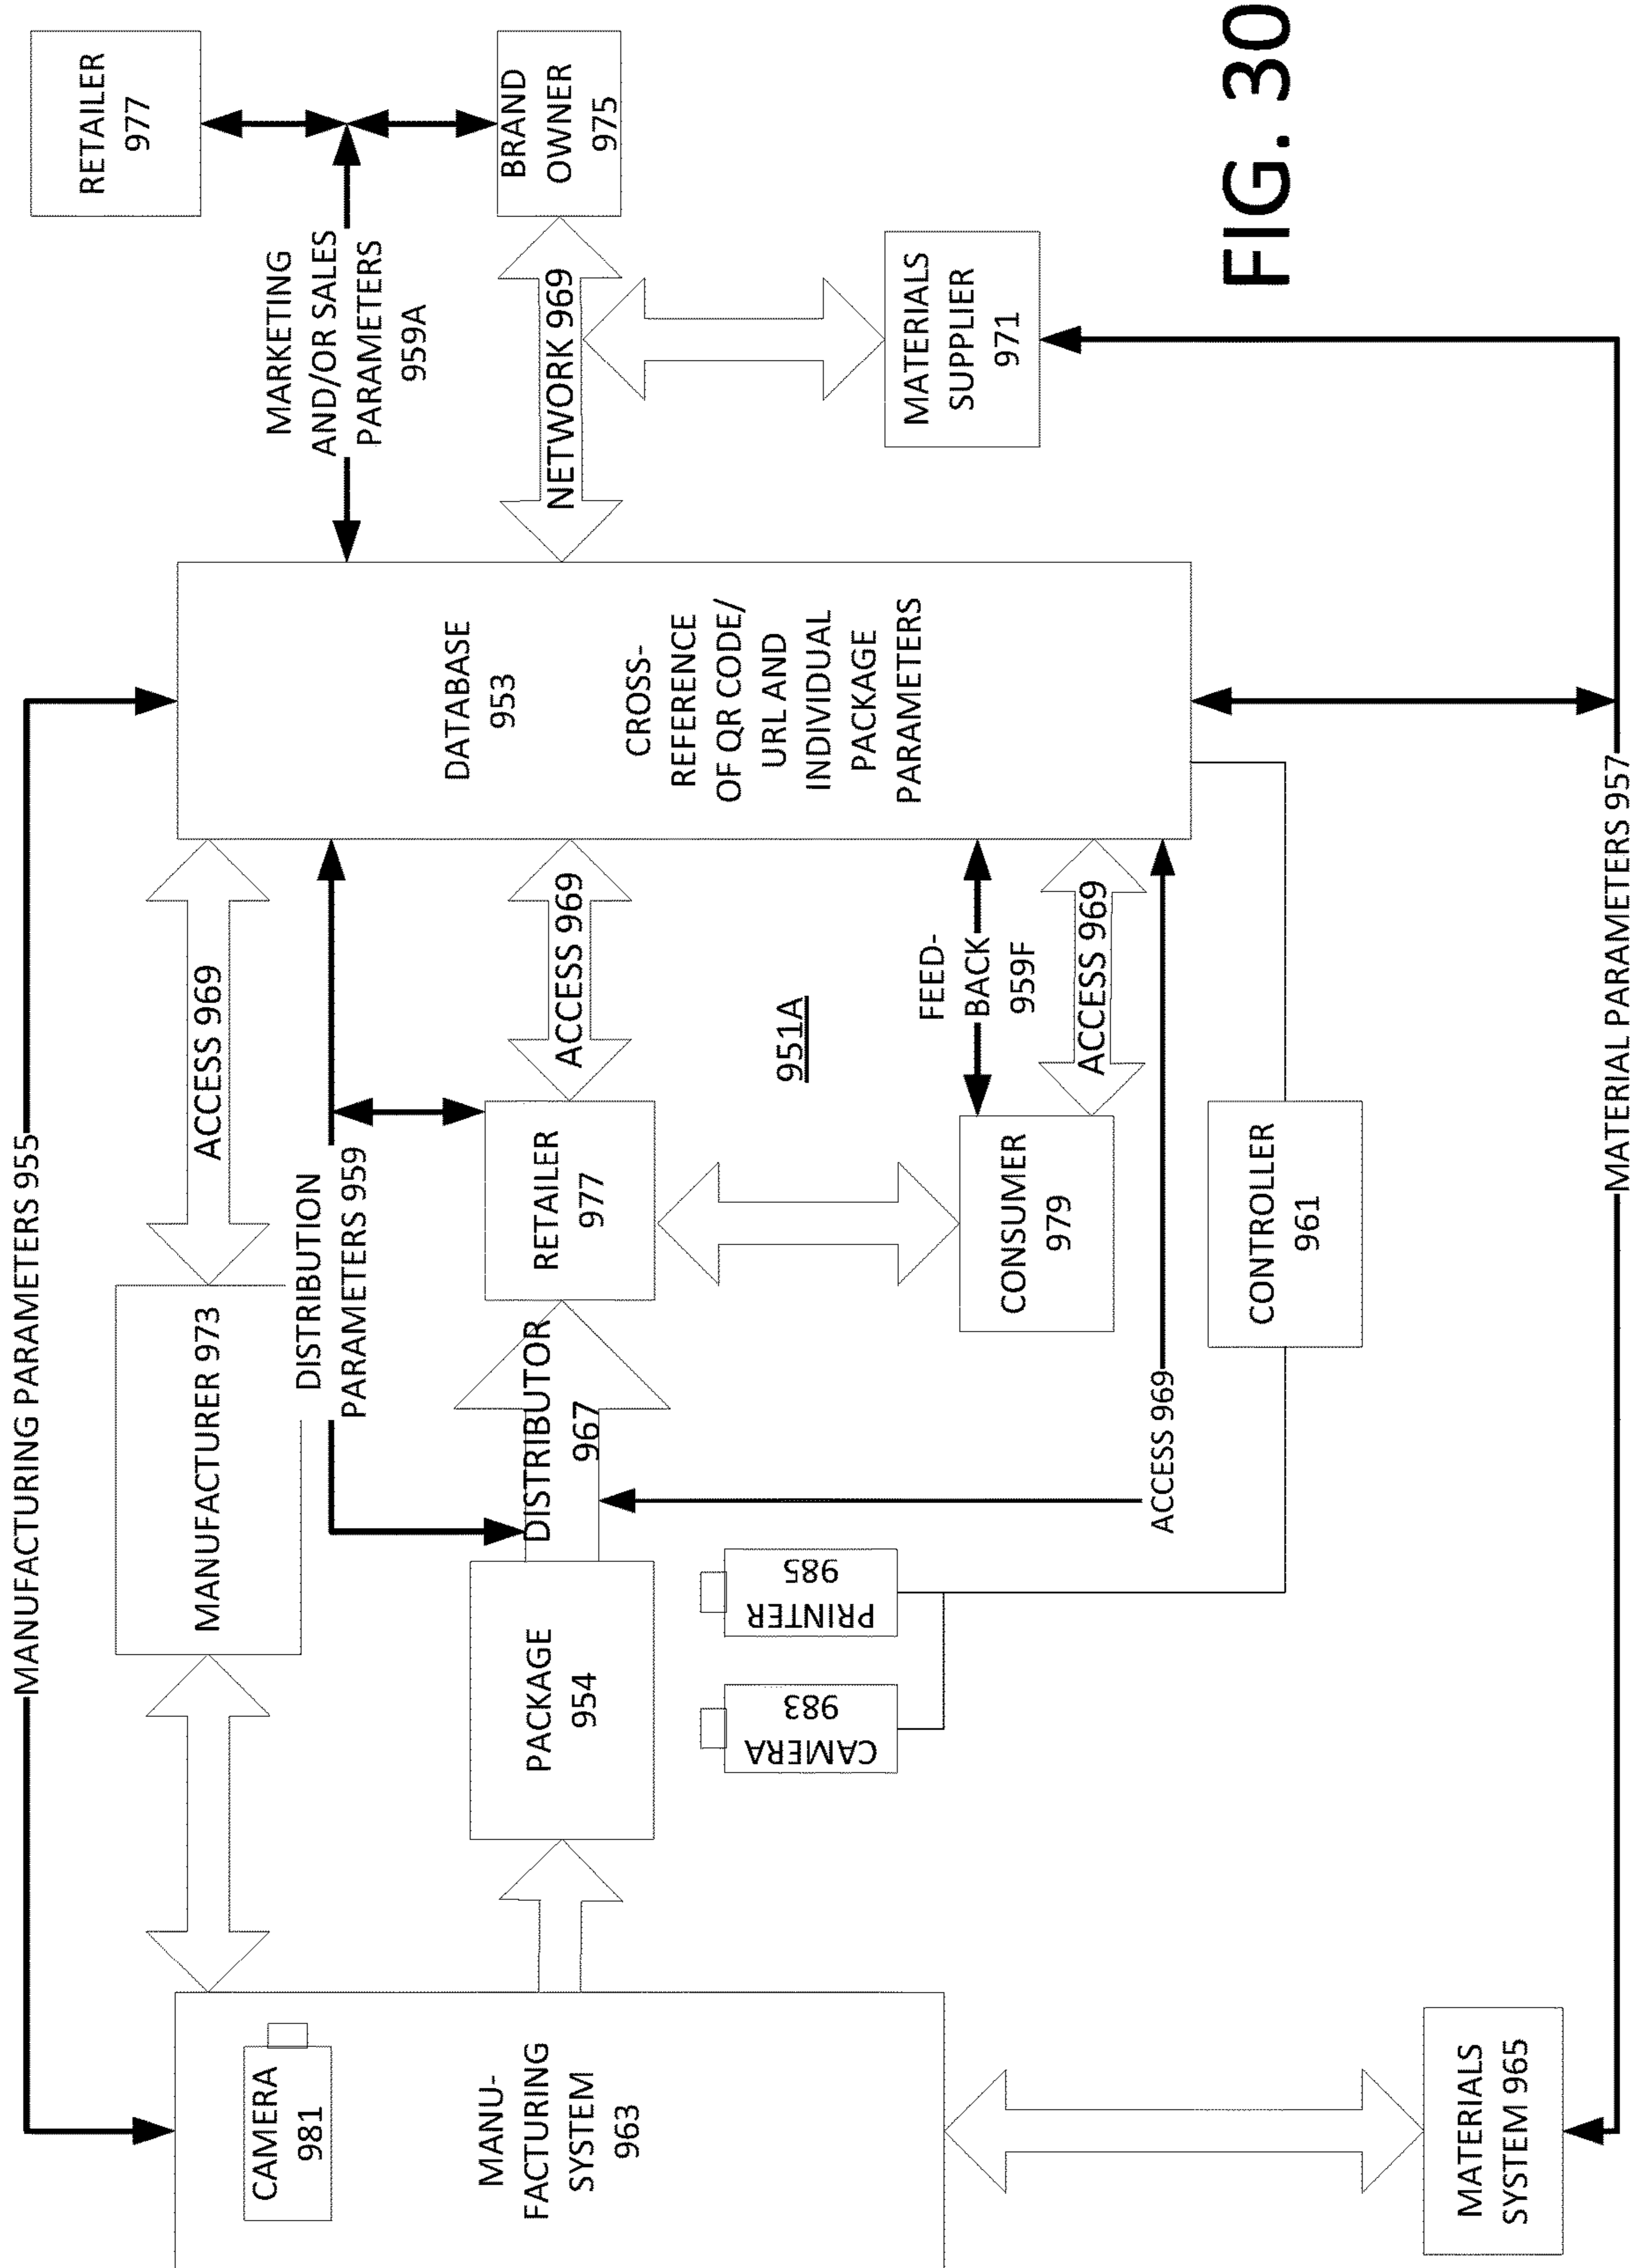 MANUFACTURING PARAMETERS 955
CAMERA
981
MANU-
FACTURING
SYSTEM
963
MATERIALS
SYSTEM 965
MANUFACTURER 973
ACCESS 969
DISTRIBUTION
PARAMETERS 959
PACKAGE
954
DISTRIBUTOR
967
CAMERA
983
PRINTER
985
RETAILER
977
ACCESS 969
951A
CONSUMER
979
FEED-
BACK
959F
ACCESS 969
ACCESS 969
CONTROLLER
961
DATABASE
953
CROSS-
REFERENCE
OF QR CODE/
URL AND
INDIVIDUAL
PACKAGE
PARAMETERS
MARKETING
AND/OR SALES
PARAMETERS
959A
RETAILER
977
BRAND
OWNER
975
NETWORK 969
MATERIALS
SUPPLIER
971
MATERIAL PARAMETERS 957
FIG. 30